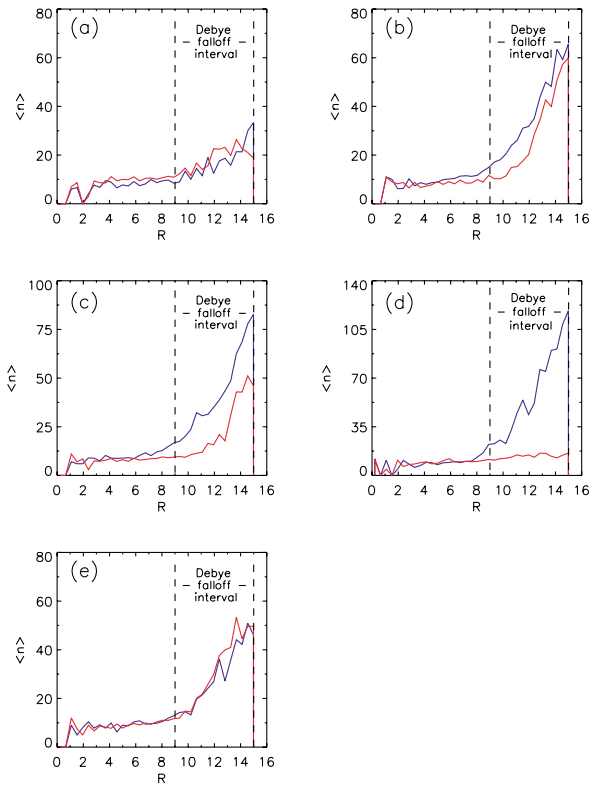 (a)
Debye
– falloff –
interval
80
60
40
20
0
<n>
0 2 4 6 8 10 12 14 16
R
(b)
Debye
– falloff –
interval
80
60
40
20
0
<n>
0 2 4 6 8 10 12 14 16
R
(c)
Debye
– falloff –
interval
100
75
50
25
0
<n>
0 2 4 6 8 10 12 14 16
R
(d)
Debye
– falloff –
interval
140
105
70
35
0
<n>
0 2 4 6 8 10 12 14 16
R
(e)
Debye
– falloff –
interval
80
60
40
20
0
<n>
0 2 4 6 8 10 12 14 16
R